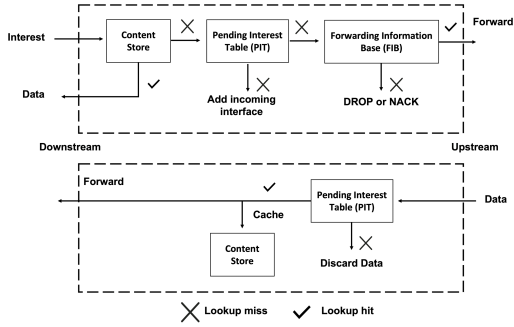 Interest
Content
Store
Pending Interest
Table (PIT)
Forwarding Information
Base (FIB)
Forward
Data
Add incoming
interface
DROP or NACK
Downstream
Upstream
Forward
Pending Interest
Table (PIT)
Data
Cache
Content
Store
Discard Data
Lookup miss
Lookup hit